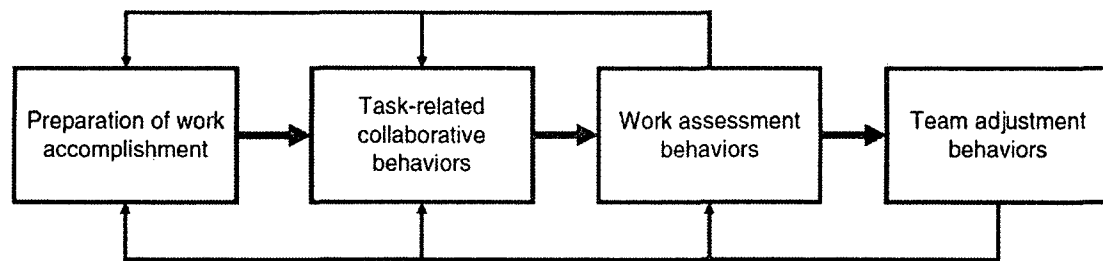 Preparation of work
accomplishment
Task-related
collaborative
behaviors
Work assessment
behaviors
Team adjustment
behaviors